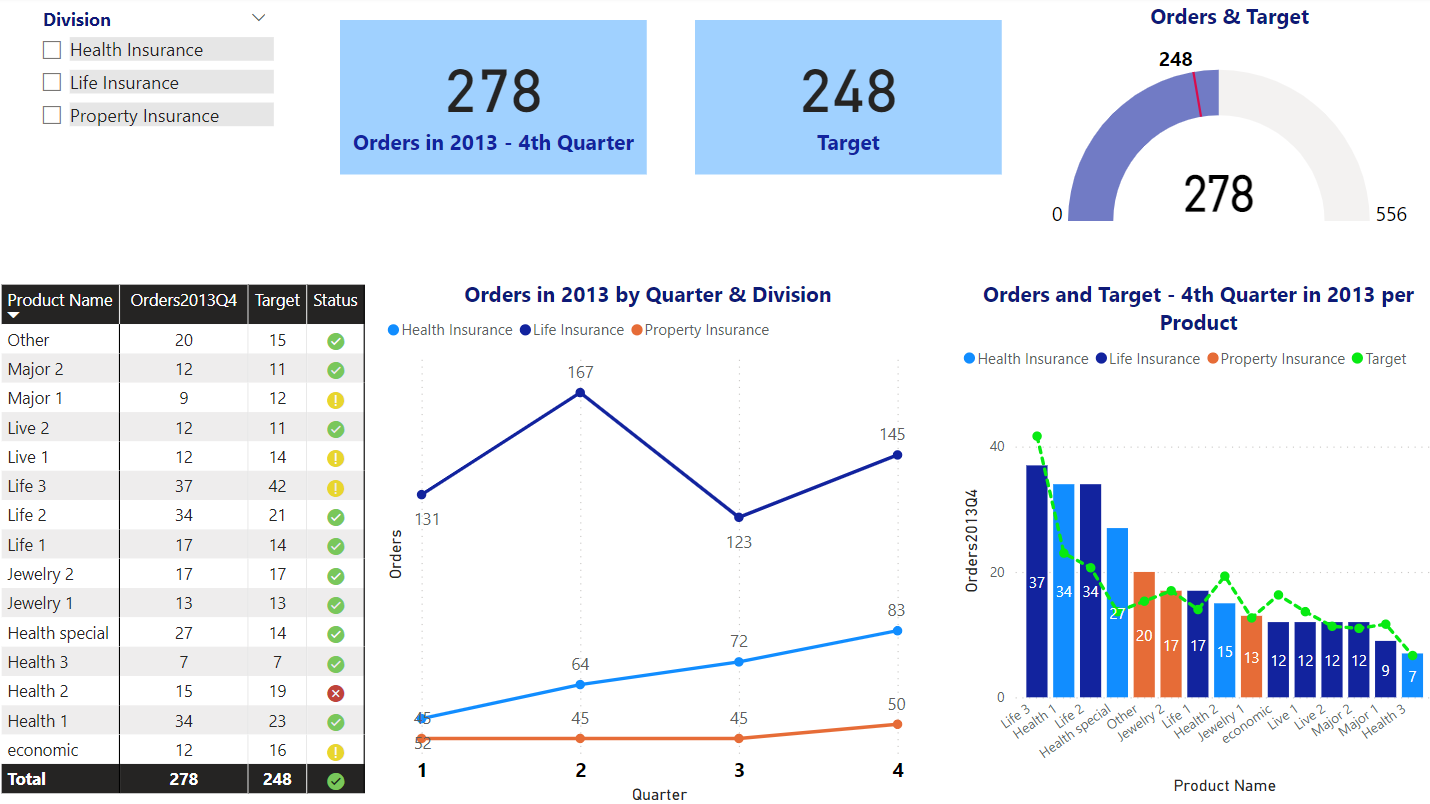 Division
Health Insurance
Life Insurance
Property Insurance
278
Orders in 2013 - 4th Quarter
248
Target
Orders & Target
248
278
0
556
Product Name Orders2013Q4 Target Status
Other 20 15
Major 2 12 11
Major 1 9 12
Live 2 12 11
Live 1 12 14
Life 3 37 42
Life 2 34 21
Life 1 17 14
Jewelry 2 17 17
Jewelry 1 13 13
Health special 27 14
Health 3 7 7
Health 2 15 19
Health 1 34 23
economic 12 16
Total 278 248
Orders in 2013 by Quarter & Division
Health Insurance Life Insurance Property Insurance
167
145
131
123
83
72
64
50
45 45 45
52
Orders
1 2 3 4
Quarter
Orders and Target - 4th Quarter in 2013 per
Product
Health Insurance Life Insurance Property Insurance Target
40
20
0
Orders2013Q4
37 34 34 27 20 17 17 15 13 12 12 12 12 9 7
Life 3 Health 1 Life 2 Health special Other Jewelry 2 Life 1 Health 2 Jewelry 1 economic Live 1 Live 2 Major 2 Major 1 Health 3
Product Name